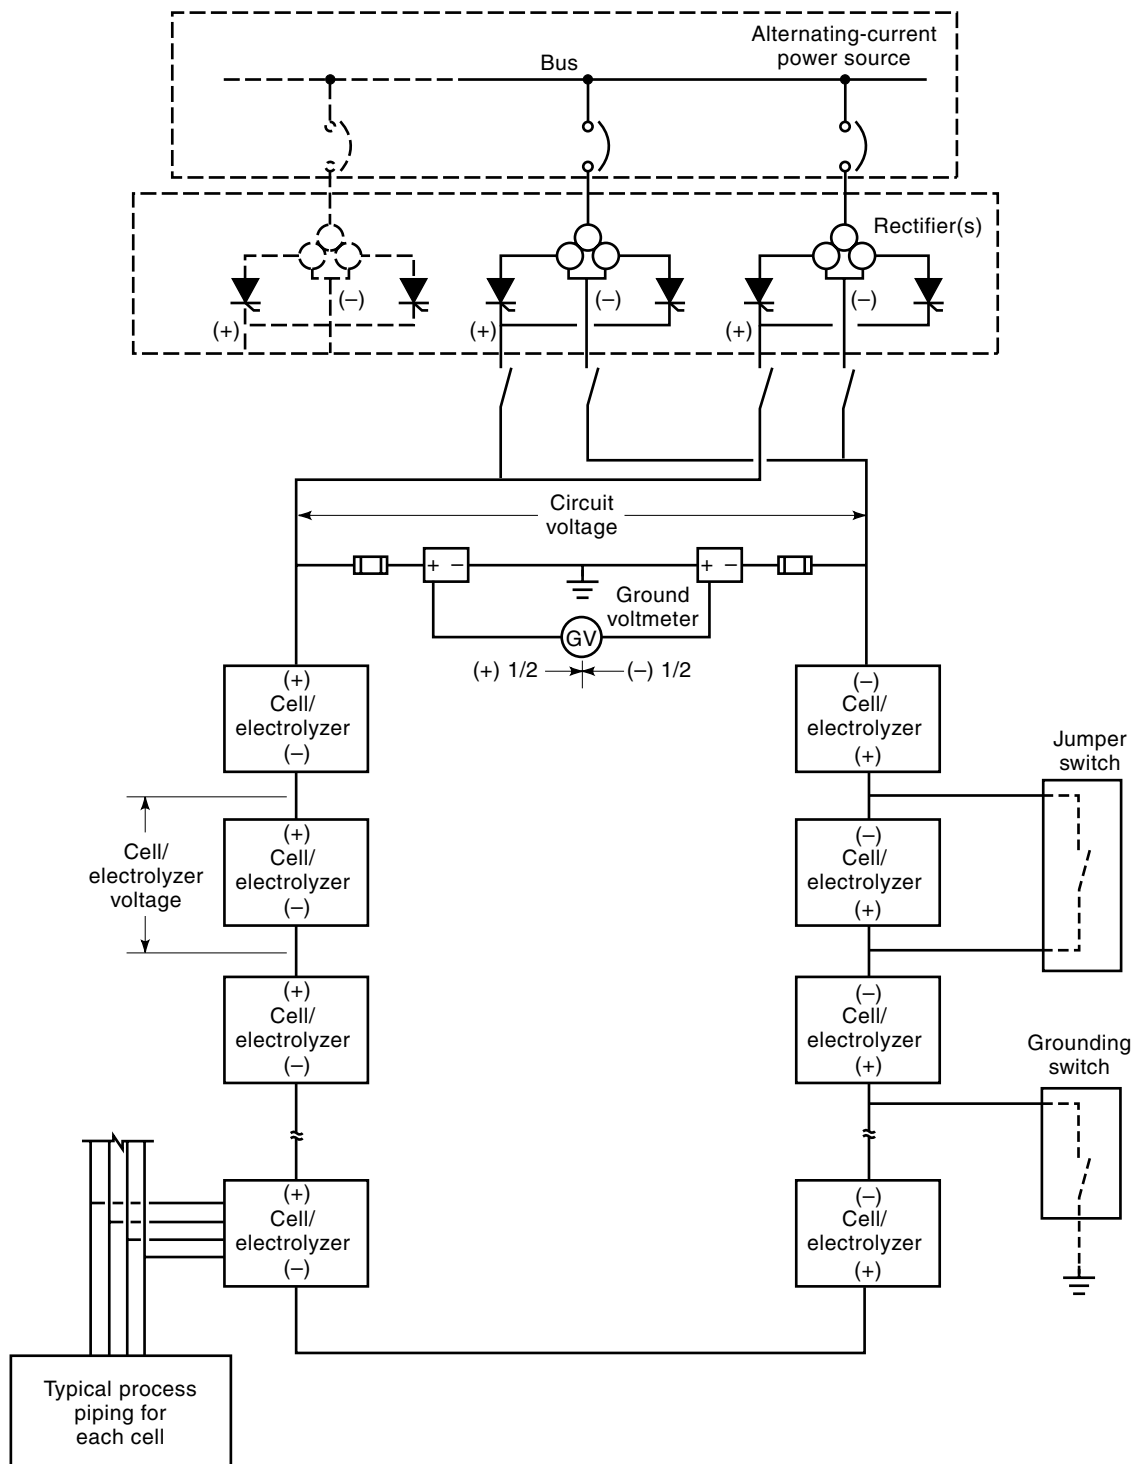 Alternating-current
power source
Bus
Rectifier(s)
(–)
(–)
(–)
(+)
(+)
(+)
Circuit
voltage
+ –
+ –
Ground
voltmeter
GV
(+) 1/2
(–) 1/2
(+)
Cell/
electrolyzer
(–)
(–)
Cell/
electrolyzer
(+)
Jumper
switch
Cell/
electrolyzer
voltage
(+)
Cell/
electrolyzer
(–)
(–)
Cell/
electrolyzer
(+)
(+)
Cell/
electrolyzer
(–)
(–)
Cell/
electrolyzer
(+)
Grounding
switch
(+)
Cell/
electrolyzer
(–)
(–)
Cell/
electrolyzer
(+)
Typical process
piping for
each cell